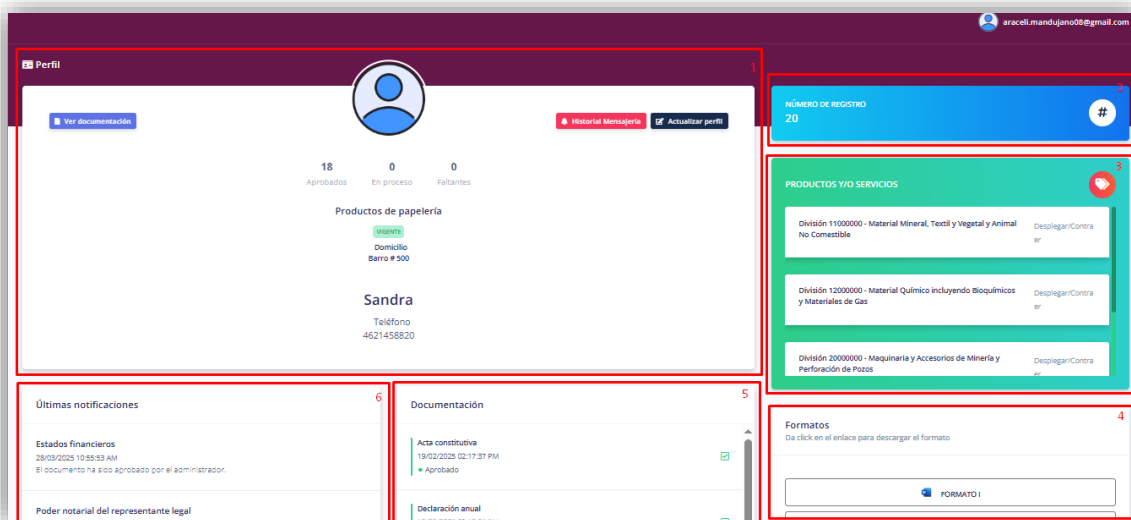 araceli.mandujano08@gmail.com
Perfil
1
Ver documentación
Historial Mensajeria
Actualizar perfil
18
0
0
Aprobados
En proceso
Faltantes
Productos de papelería
VIGENTE
Domicilio
Barro # 500
Sandra
Teléfono
4621458820
2
NÚMERO DE REGISTRO
20
#
3
PRODUCTOS Y/O SERVICIOS
División 11000000 - Material Mineral, Textil y Vegetal y Animal
No Comestible
Desplegar/Contra
er
División 12000000 - Material Químico incluyendo Bioquímicos
y Materiales de Gas
Desplegar/Contra
er
División 20000000 - Maquinaria y Accesorios de Minería y
Perforación de Pozos
Desplegar/Contra
er
6
Últimas notificaciones
Estados financieros
28/03/2025 10:55:53 AM
El documento ha sido aprobado por el administrador.
Poder notarial del representante legal
5
Documentación
Acta constitutiva
19/02/2025 02:17:37 PM
Aprobado
Declaración anual
4
Formatos
Da click en el enlace para descargar el formato
FORMATO I